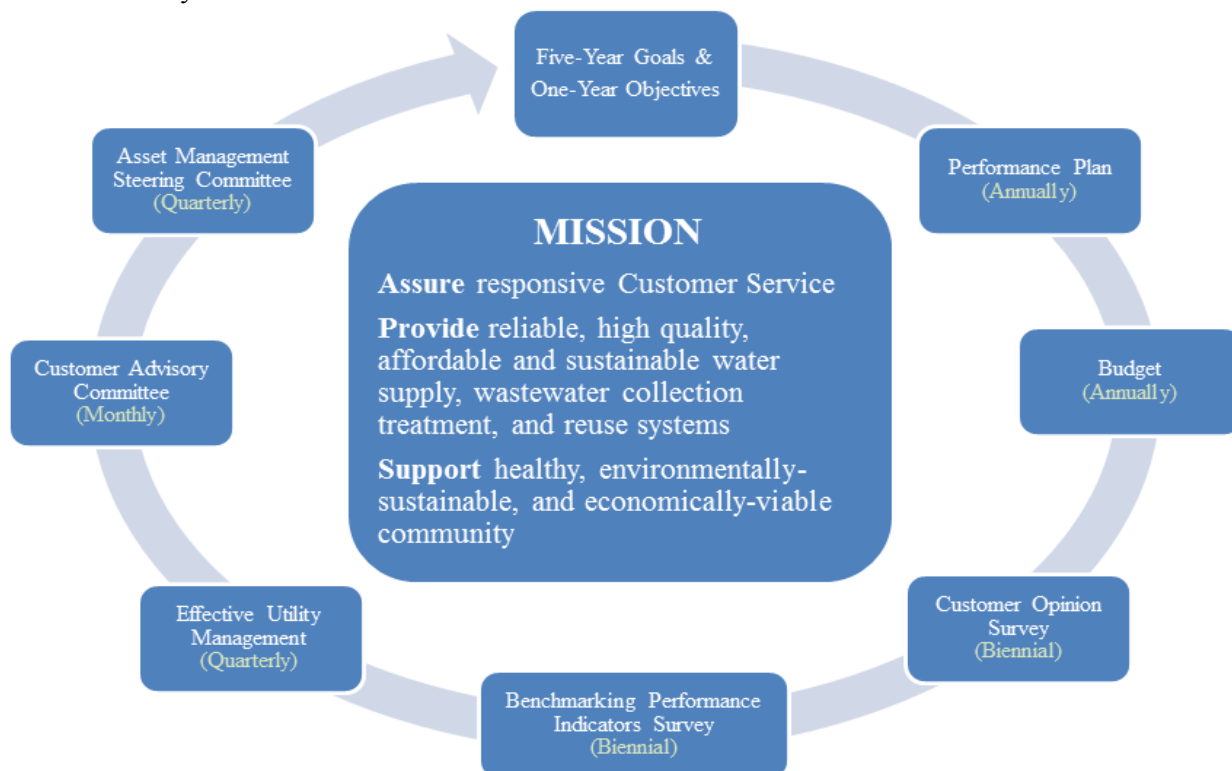 Five-Year Goals &
One-Year Objectives
Performance Plan
(Annually)
Budget
(Annually)
Customer Opinion
Survey
(Biennial)
Benchmarking Performance
Indicators Survey
(Biennial)
Effective Utility
Management
(Quarterly)
Customer Advisory
Committee
(Monthly)
Asset Management
Steering Committee
(Quarterly)
MISSION
Assure responsive Customer Service
Provide reliable, high quality,
affordable and sustainable water
supply, wastewater collection
treatment, and reuse systems
Support healthy, environmentally-
sustainable, and economically-viable
community